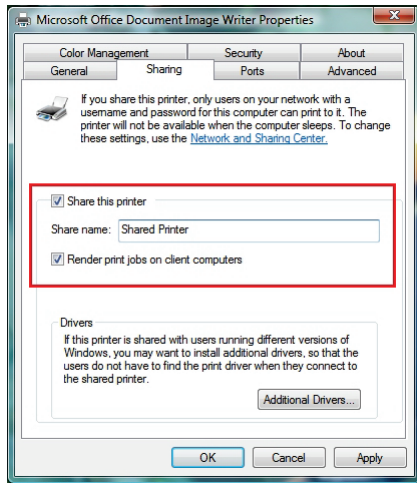 Microsoft Office Document Image Writer Properties
Color Management Security About
General Sharing Ports Advanced
If you share this printer, only users on your network with a
username and password for this computer can print to it. The
printer will not be available when the computer sleeps. To change
these settings, use the Network and Sharing Center.
Share this printer
Share name: Shared Printer
Render print jobs on client computers
Drivers
If this printer is shared with users running different versions of
Windows, you may want to install additional drivers, so that the
users do not have to find the print driver when they connect to
the shared printer.
Additional Drivers...
OK Cancel Apply